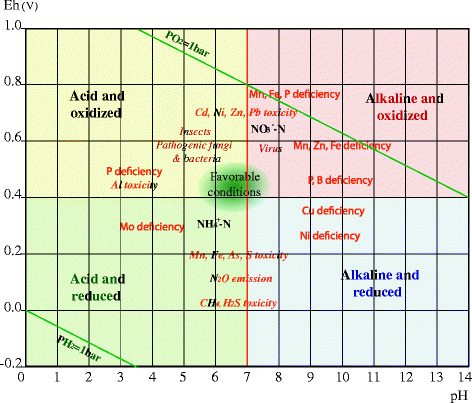 Eh (V)
1.0
PO2=1bar
0.8
Acid and
oxidized
Mn, Fe, P deficiency
Alkaline and
oxidized
Cd, Ni, Zn, Pb toxicity
NO3⁻-N
0.6
Insects
Pathogenic fungi
& bacteria
Virus
Mn, Zn, Fe deficiency
P deficiency
Al toxicity
Favorable
conditions
P, B deficiency
0.4
Cu deficiency
Mo deficiency
NH4⁺-N
Ni deficiency
0.2
Mn, Fe, As, S toxicity
Acid and
reduced
N2O emission
Alkaline and
reduced
CH4,H2S toxicity
0.0
PH2=1bar
-0.2
0 1 2 3 4 5 6 7 8 9 10 11 12 13 14
pH